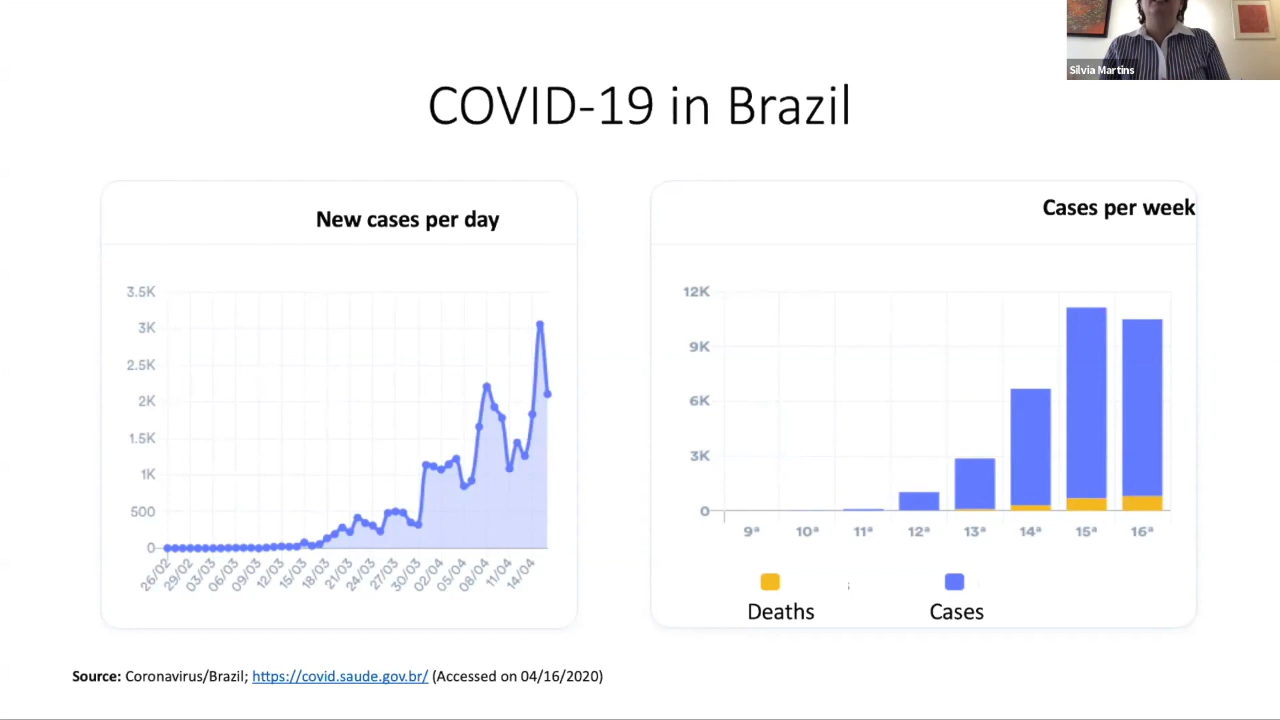 Silvia Martins
COVID-19 in Brazil
New cases per day
3.5K
3K
2.5K
2K
1.5K
1K
500
0
26/02
29/02
03/03
06/03
09/03
12/03
15/03
18/03
21/03
24/03
27/03
30/03
02/04
05/04
08/04
11/04
14/04
Cases per week
12K
9K
6K
3K
0
9ª
10ª
11ª
12ª
13ª
14ª
15ª
16ª
Deaths
Cases
Source: Coronavirus/Brazil; https://covid.saude.gov.br/ (Accessed on 04/16/2020)